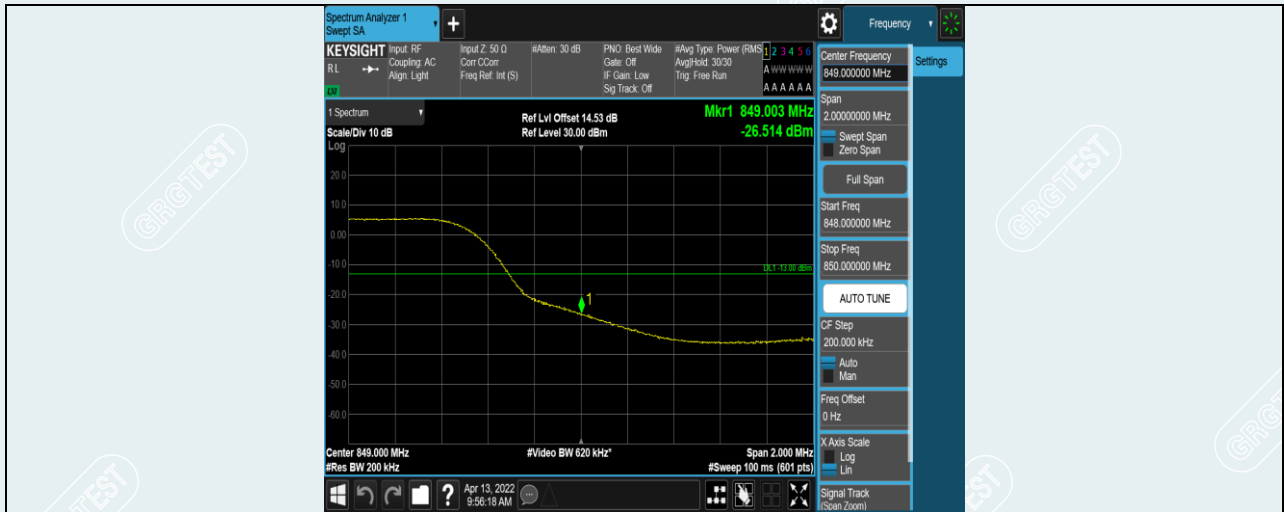 Spectrum Analyzer 1
Swept SA
+
Frequency
KEYSIGHT
RL
LNI
Input: RF
Coupling: AC
Align: Light
Input Z: 50 Ω
Corr CCorr
Freq Ref: Int (S)
#Atten: 30 dB
PNO: Best Wide
Gate: Off
IF Gain: Low
Sig Track: Off
#Avg Type: Power (RMS
Avg|Hold: 30/30
Trig: Free Run
1 2 3 4 5 6
A WW WW W
A A A A A A
1 Spectrum
Scale/Div 10 dB
Log
Ref Lvl Offset 14.53 dB
Ref Level 30.00 dBm
Mkr1 849.003 MHz
-26.514 dBm
20.0
10.0
0.00
-10.0
DL1 -13.00 dBm
-20.0
1
-30.0
-40.0
-50.0
-60.0
Center 849.000 MHz
#Res BW 200 kHz
#Video BW 620 kHz*
Span 2.000 MHz
#Sweep 100 ms (601 pts)
?
Apr 13, 2022
9:56:18 AM
Center Frequency
849.000000 MHz
Settings
Span
2.00000000 MHz
Swept Span
Zero Span
Full Span
Start Freq
848.000000 MHz
Stop Freq
850.000000 MHz
AUTO TUNE
CF Step
200.000 kHz
Auto
Man
Freq Offset
0 Hz
X Axis Scale
Log
Lin
Signal Track
(Span Zoom)
GRGTEST
GRGTEST
GRGTEST
GRGTEST